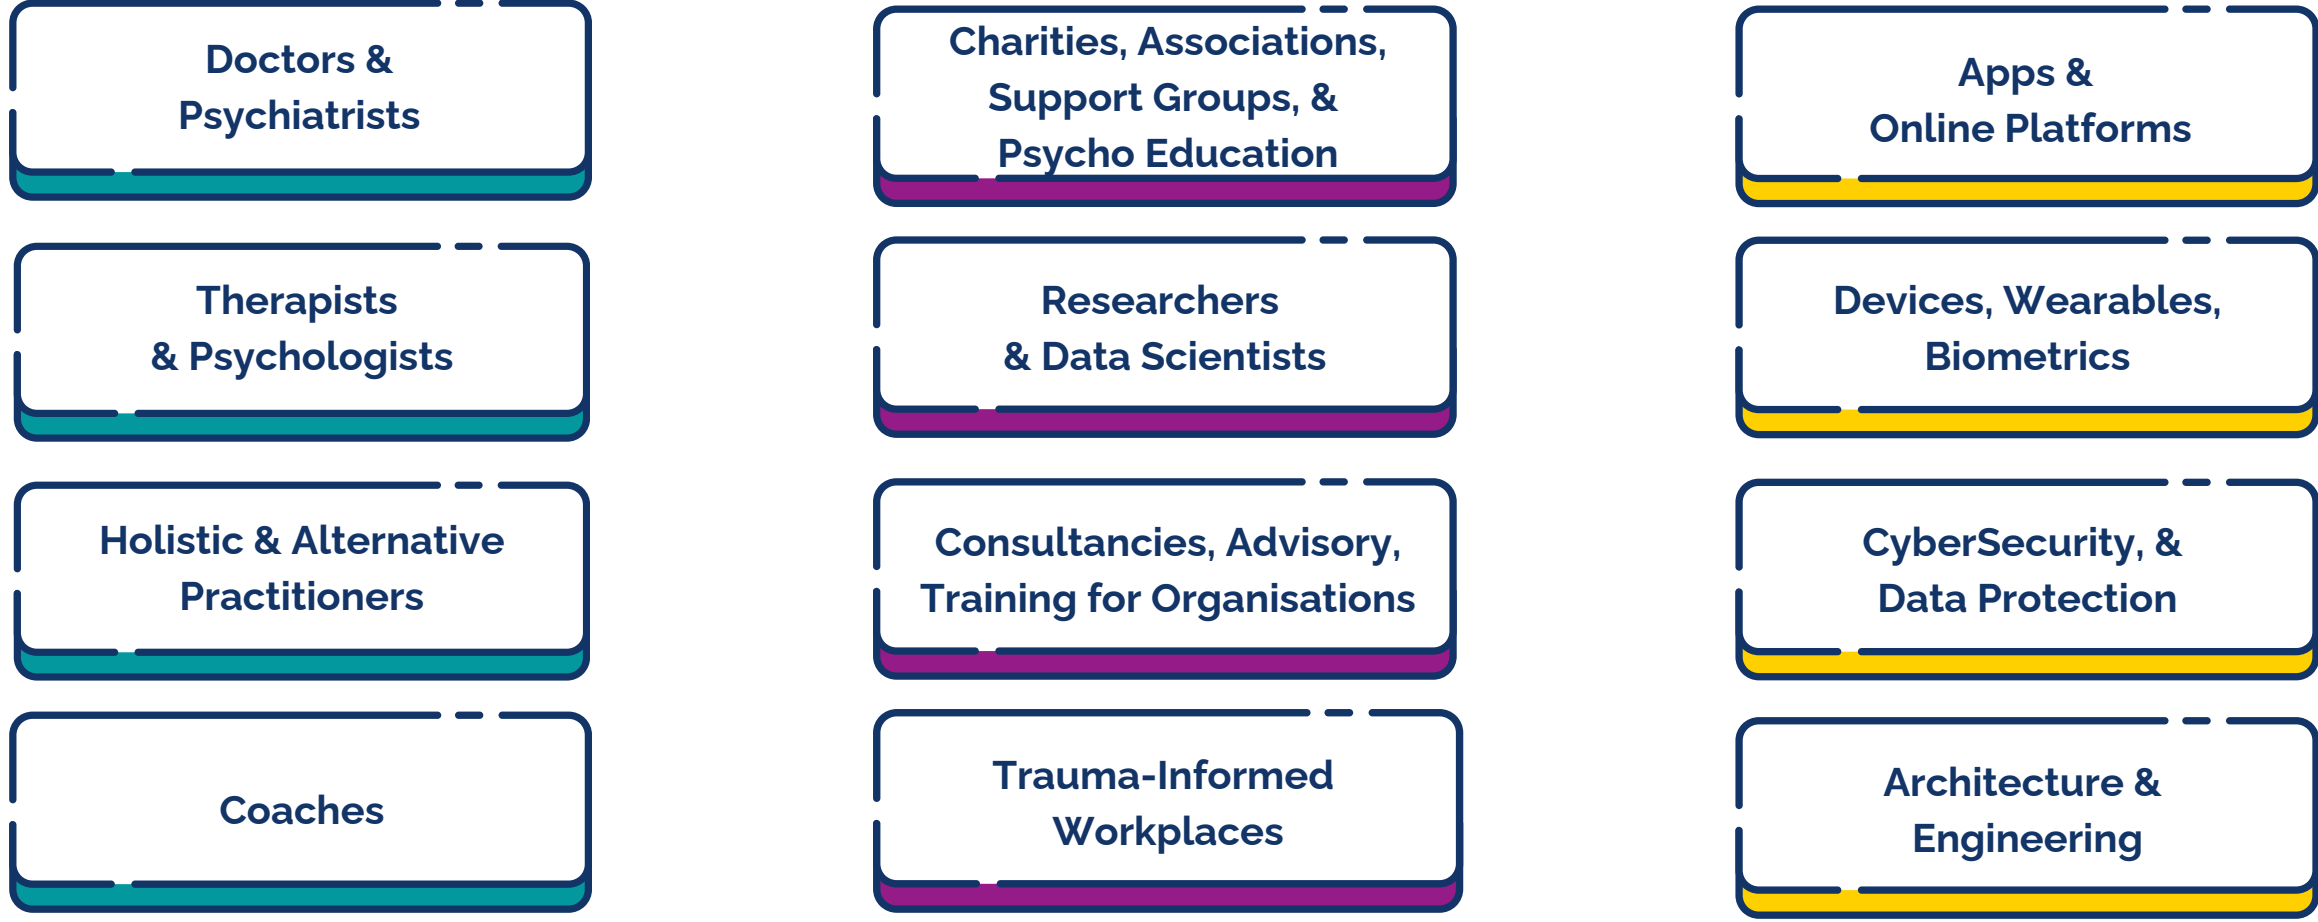 Doctors &
Psychiatrists
Therapists
& Psychologists
Holistic & Alternative
Practitioners
Coaches
Charities, Associations,
Support Groups, &
Psycho Education
Researchers
& Data Scientists
Consultancies, Advisory,
Training for Organisations
Trauma-Informed
Workplaces
Apps &
Online Platforms
Devices, Wearables,
Biometrics
CyberSecurity, &
Data Protection
Architecture &
Engineering